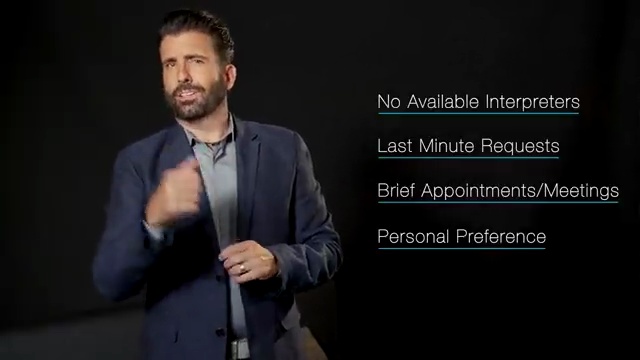 No Available Interpreters
Last Minute Requests
Brief Appointments/Meetings
Personal Preference